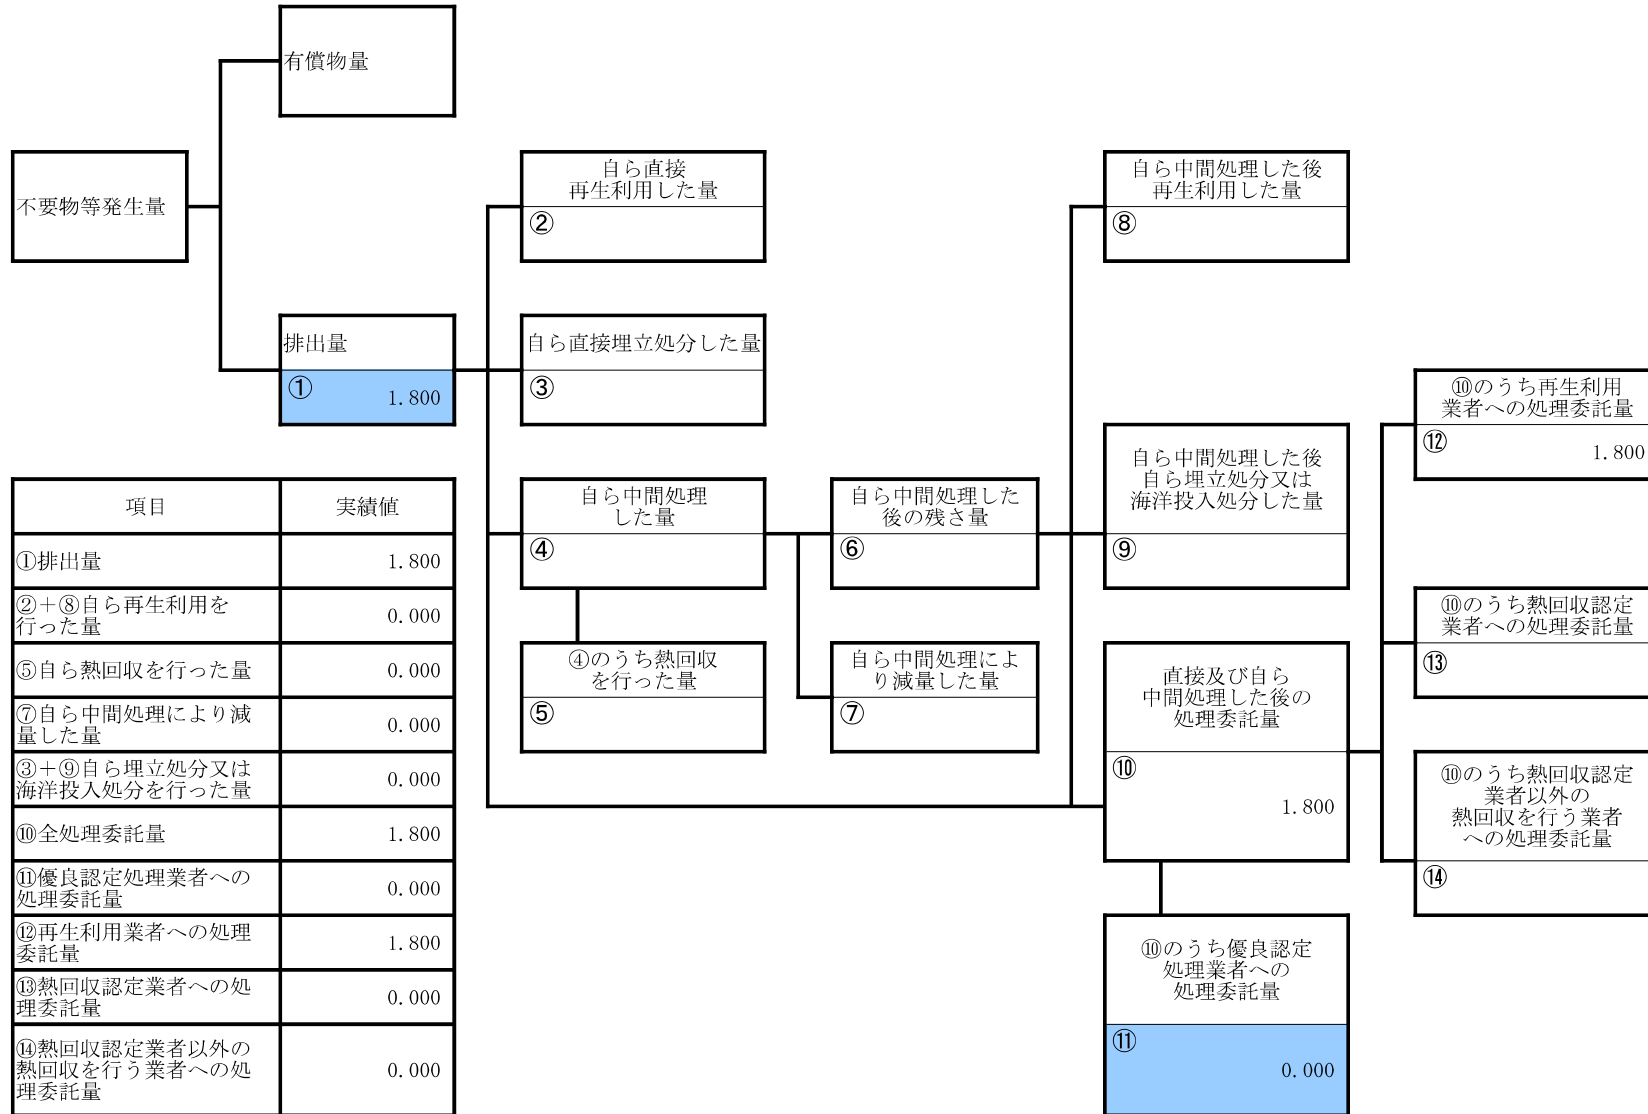 有償物量
不要物等発生量
自ら直接
再生利用した量
②
自ら中間処理した後
再生利用した量
⑧
排出量
① 1.800
自ら直接埋立処分した量
③
⑩のうち再生利用
業者への処理委託量
⑫ 1.800
自ら中間処理
した量
④
自ら中間処理した
後の残さ量
⑥
自ら中間処理した後
自ら埋立処分又は
海洋投入処分した量
⑨
⑩のうち熱回収認定
業者への処理委託量
⑬
④のうち熱回収
を行った量
⑤
自ら中間処理によ
り減量した量
⑦
直接及び自ら
中間処理した後の
処理委託量
⑩
1.800
⑩のうち熱回収認定
業者以外の
熱回収を行う業者
への処理委託量
⑭
⑩のうち優良認定
処理業者への
処理委託量
⑪
0.000
項目 実績値
①排出量 1.800
②＋⑧自ら再生利用を
行った量 0.000
⑤自ら熱回収を行った量 0.000
⑦自ら中間処理により減
量した量 0.000
③＋⑨自ら埋立処分又は
海洋投入処分を行った量 0.000
⑩全処理委託量 1.800
⑪優良認定処理業者への
処理委託量 0.000
⑫再生利用業者への処理
委託量 1.800
⑬熱回収認定業者への処
理委託量 0.000
⑭熱回収認定業者以外の
熱回収を行う業者への処 0.000
理委託量